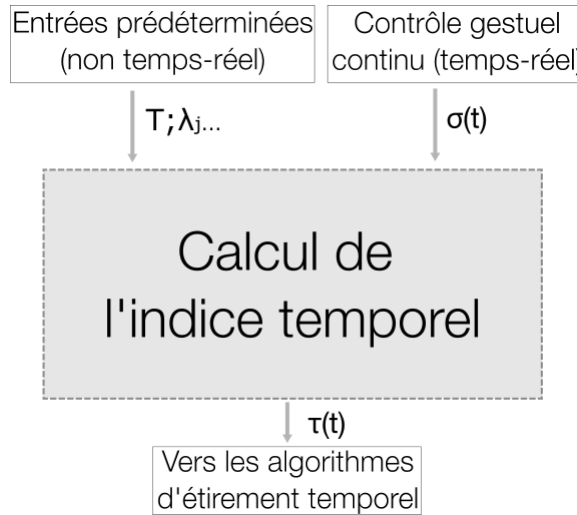 Entrées prédéterminées
(non temps-réel)
Contrôle gestuel
continu (temps-réel)
T;λj...
σ(t)
Calcul de
l'indice temporel
τ(t)
Vers les algorithmes
d'étirement temporel